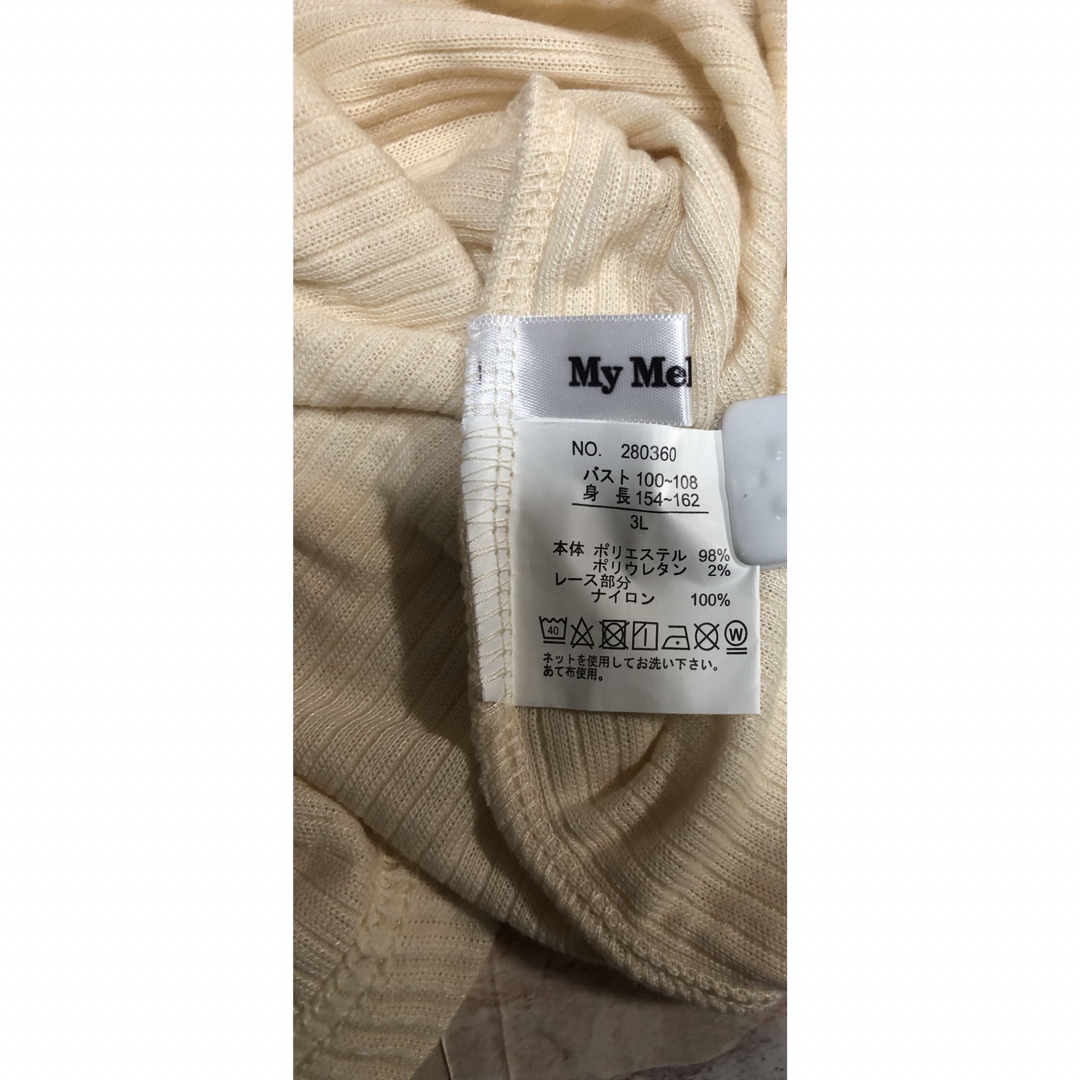 My Mel
NO. 280360
バスト 100~108
身 長 154~162
3L
本体 ポリエステル 98%
ポリウレタン 2%
レース部分
ナイロン 100%
40 W
ネットを使用してお洗い下さい。
あて布使用。